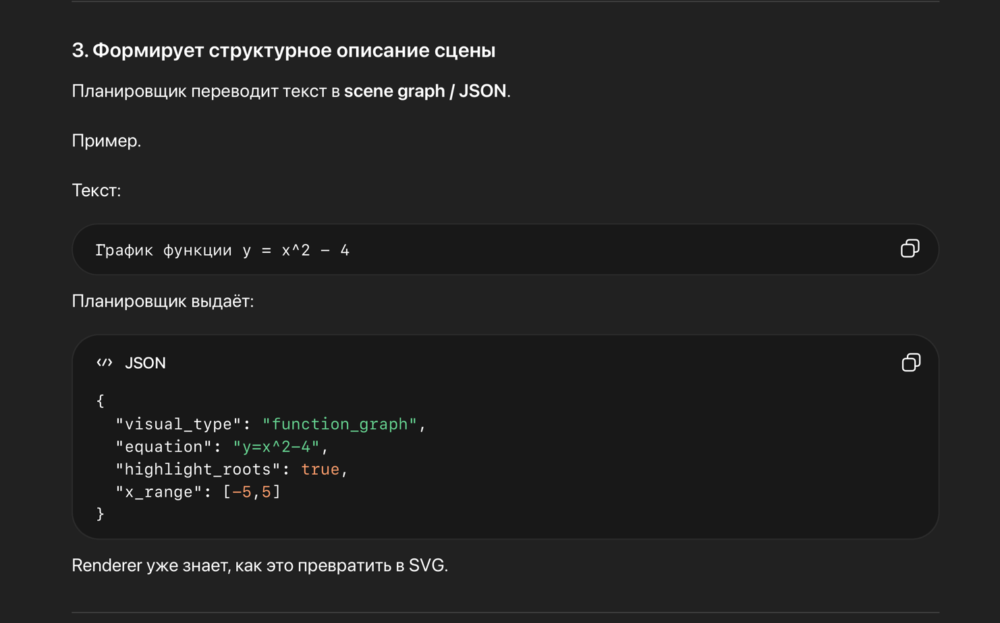 3. Формирует структурное описание сцены
Планировщик переводит текст в scene graph / JSON.
Пример.
Текст:
График функции y = x^2 - 4
Планировщик выдаёт:
JSON
{
  "visual_type": "function_graph",
  "equation": "y=x^2-4",
  "highlight_roots": true,
  "x_range": [-5,5]
}
Renderer уже знает, как это превратить в SVG.